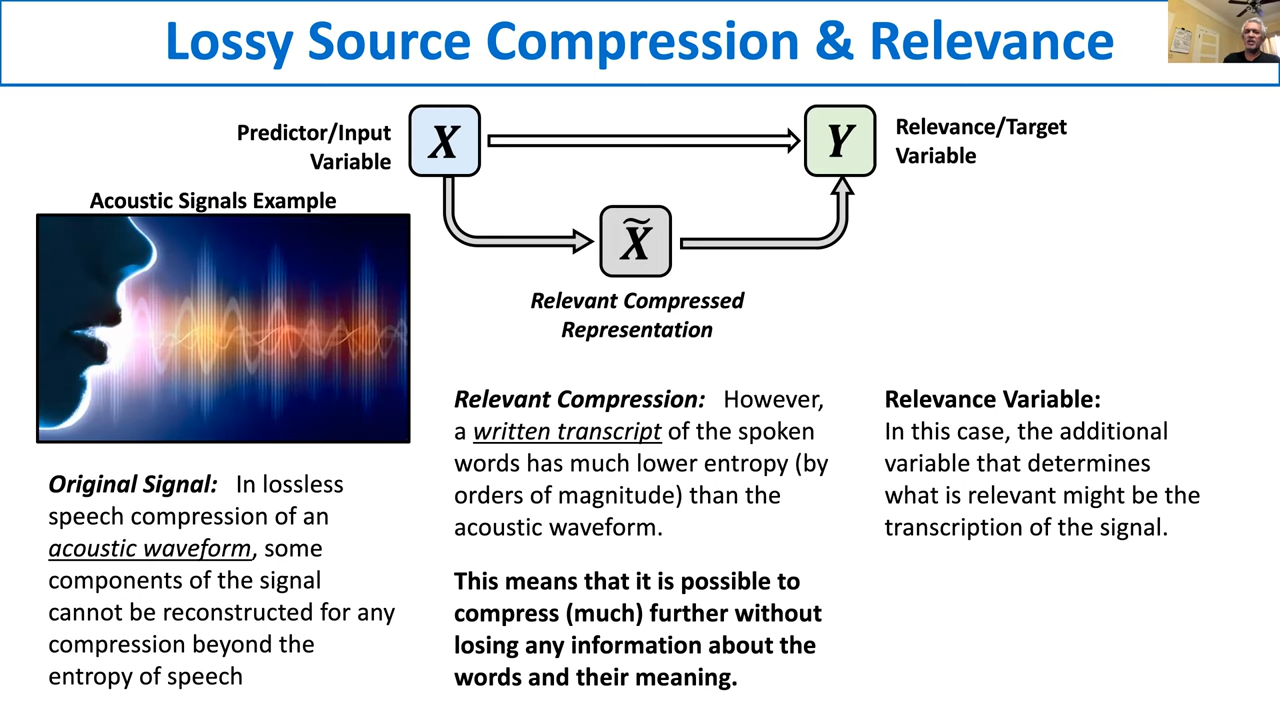 Lossy Source Compression & Relevance
Predictor/Input
Variable
X
Y
Relevance/Target
Variable
X̃
Relevant Compressed
Representation
Acoustic Signals Example
Original Signal: In lossless
speech compression of an
acoustic waveform, some
components of the signal
cannot be reconstructed for any
compression beyond the
entropy of speech
Relevant Compression: However,
a written transcript of the spoken
words has much lower entropy (by
orders of magnitude) than the
acoustic waveform.
This means that it is possible to
compress (much) further without
losing any information about the
words and their meaning.
Relevance Variable:
In this case, the additional
variable that determines
what is relevant might be the
transcription of the signal.